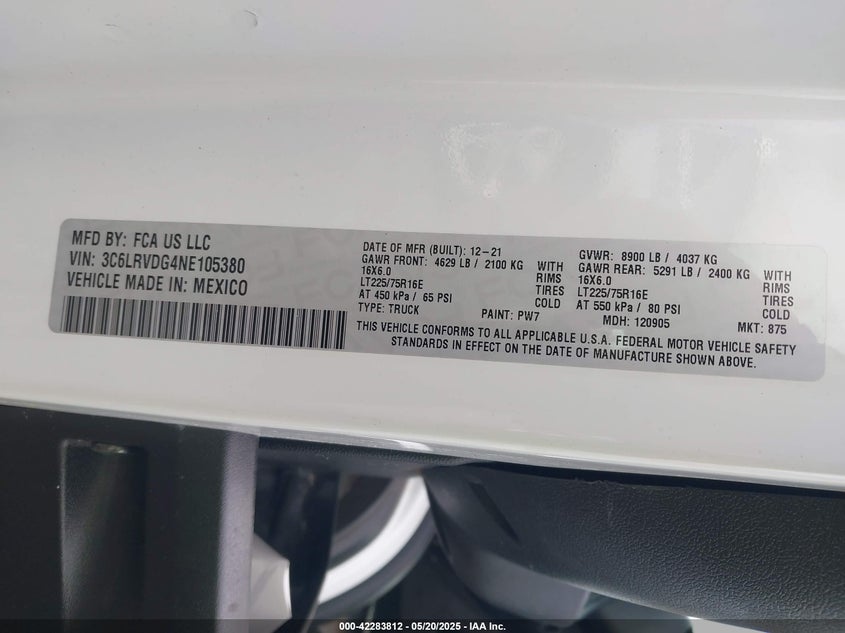 MFD BY: FCA US LLC
VIN: 3C6LRVDG4NE105380
VEHICLE MADE IN: MEXICO
DATE OF MFR (BUILT): 12-21
GAWR FRONT: 4629 LB / 2100 KG WITH
16X6.0 RIMS
LT225/75R16E TIRES
AT 450 kPa / 65 PSI COLD
TYPE: TRUCK PAINT: PW7
GVWR: 8900 LB / 4037 KG
GAWR REAR: 5291 LB / 2400 KG WITH
16X6.0 RIMS
LT225/75R16E TIRES
AT 550 kPa / 80 PSI COLD
MDH: 120905 MKT: 875
THIS VEHICLE CONFORMS TO ALL APPLICABLE U.S.A. FEDERAL MOTOR VEHICLE SAFETY
STANDARDS IN EFFECT ON THE DATE OF MANUFACTURE SHOWN ABOVE.
000-42283812 - 05/20/2025 - IAA Inc.